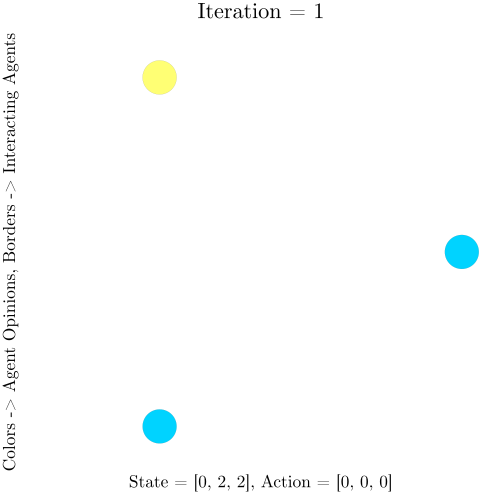 Iteration = 1
Colors -> Agent Opinions, Borders -> Interacting Agents
State = [0, 2, 2], Action = [0, 0, 0]